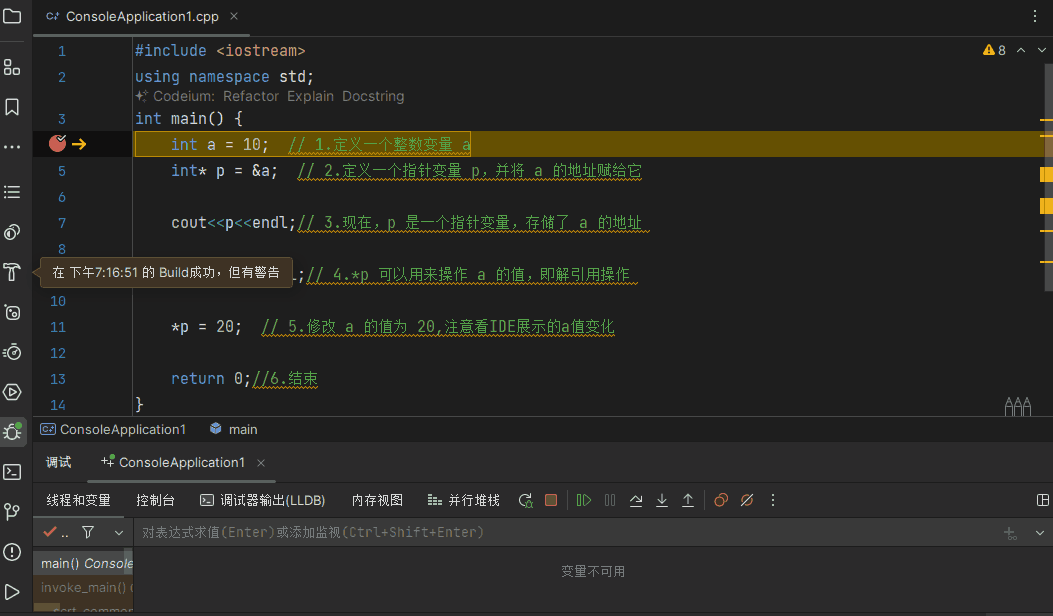 ConsoleApplication1.cpp
1 #include <iostream>
8
2 using namespace std;
Codeium: Refactor Explain Docstring
3 int main() {
int a = 10; // 1.定义一个整数变量 a
5 int* p = &a; // 2.定义一个指针变量 p，并将 a 的地址赋给它
6
7 cout<<p<<endl;// 3.现在，p 是一个指针变量，存储了 a 的地址
8
在 下午7:16:51 的 Build成功，但有警告
;// 4.*p 可以用来操作 a 的值，即解引用操作
10
11 *p = 20; // 5.修改 a 的值为 20,注意看IDE展示的a值变化
12
13 return 0;//6.结束
14 }
ConsoleApplication1 main
调试 ConsoleApplication1
线程和变量 控制台 调试器输出(LLDB) 内存视图 并行堆栈
对表达式求值(Enter)或添加监视(Ctrl+Shift+Enter)
main() Console
变量不可用
invoke_main()